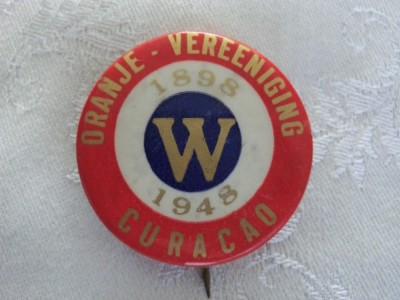 ORANJE - VEREENIGING
1898
W
1948
CURACAO